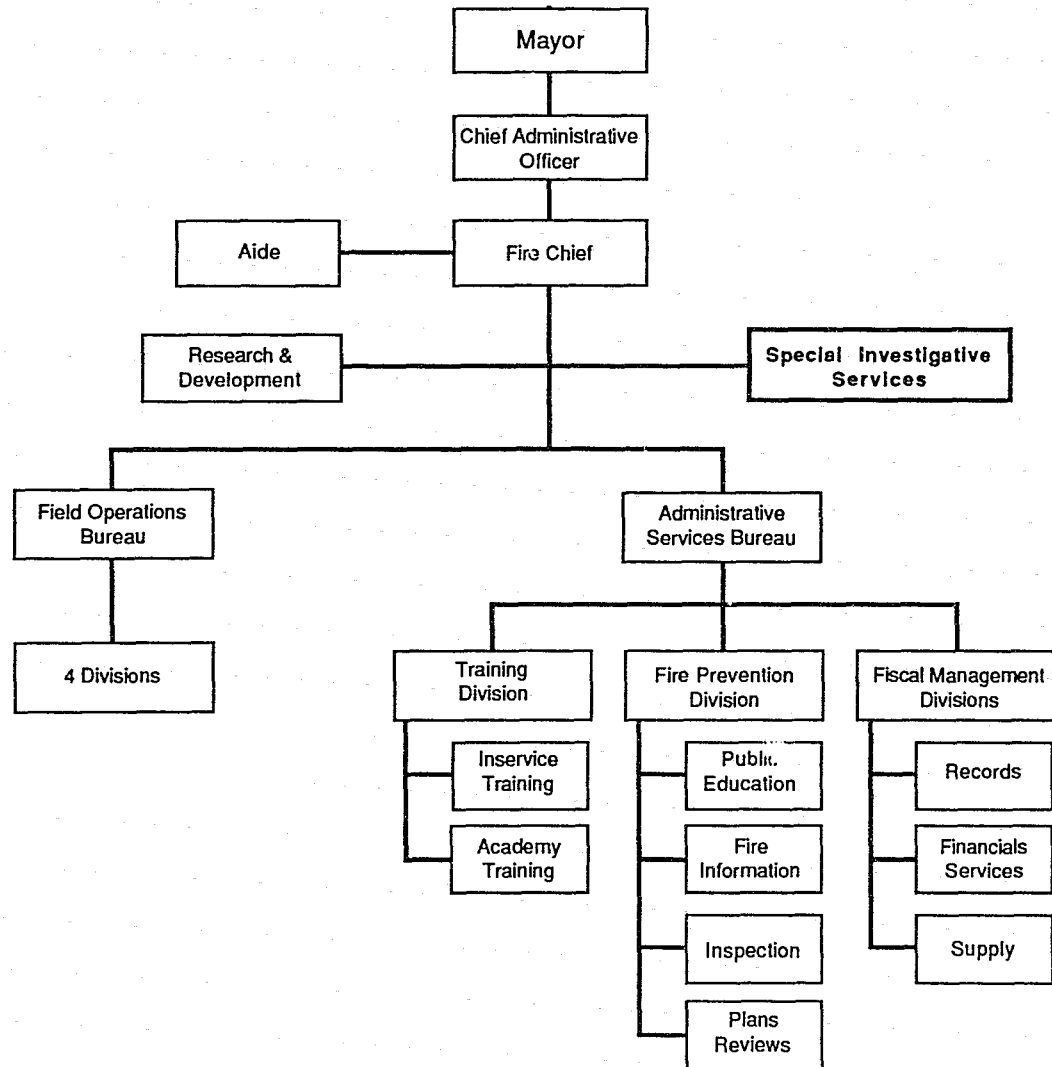 Mayor
Chief Administrative
Officer
Aide
Fire Chief
Research &
Development
Special Investigative
Services
Field Operations
Bureau
Administrative
Services Bureau
4 Divisions
Training
Division
Fire Prevention
Division
Fiscal Management
Divisions
Inservice
Training
Academy
Training
Public
Education
Fire
Information
Inspection
Plans
Reviews
Records
Financials
Services
Supply